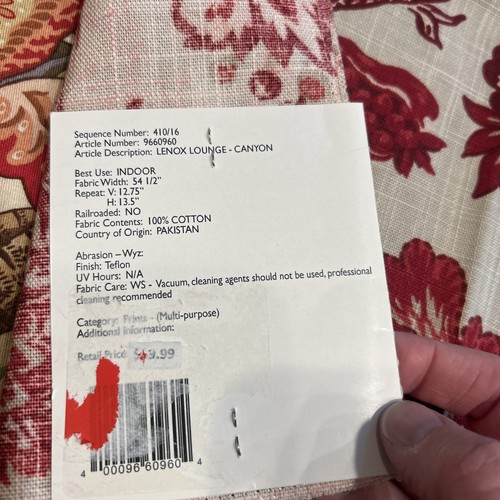 Sequence Number: 410/16
Article Number: 9660960
Article Description: LENOX LOUNGE - CANYON
Best Use: INDOOR
Fabric Width: 54 1/2"
Repeat: V: 12.75"
H: 13.5"
Railroaded: NO
Fabric Contents: 100% COTTON
Country of Origin: PAKISTAN
Abrasion – Wyz:
Finish: Teflon
UV Hours: N/A
Fabric Care: WS - Vacuum, cleaning agents should not be used, professional
cleaning recommended
Category: Prints - (Multi-purpose)
Additional Information:
Retail Price:
4 00096 60960 4